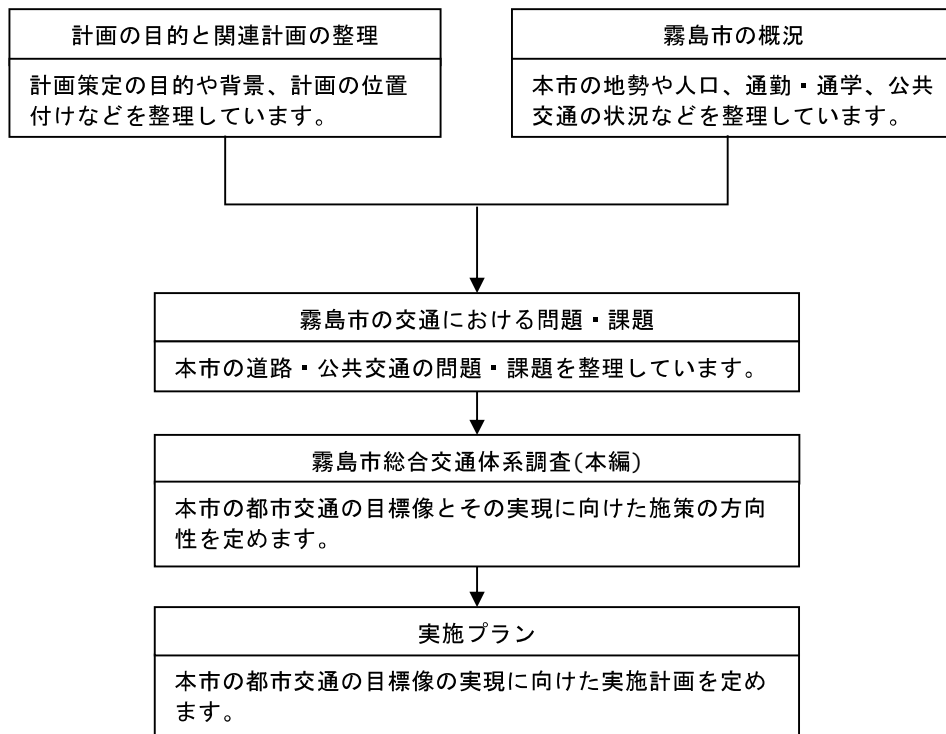 計画の目的と関連計画の整理
計画策定の目的や背景、計画の位置
付けなどを整理しています。
霧島市の概況
本市の地勢や人口、通勤・通学、公共
交通の状況などを整理しています。
霧島市の交通における問題・課題
本市の道路・公共交通の問題・課題を整理しています。
霧島市総合交通体系調査(本編)
本市の都市交通の目標像とその実現に向けた施策の方向
性を定めます。
実施プラン
本市の都市交通の目標像の実現に向けた実施計画を定め
ます。